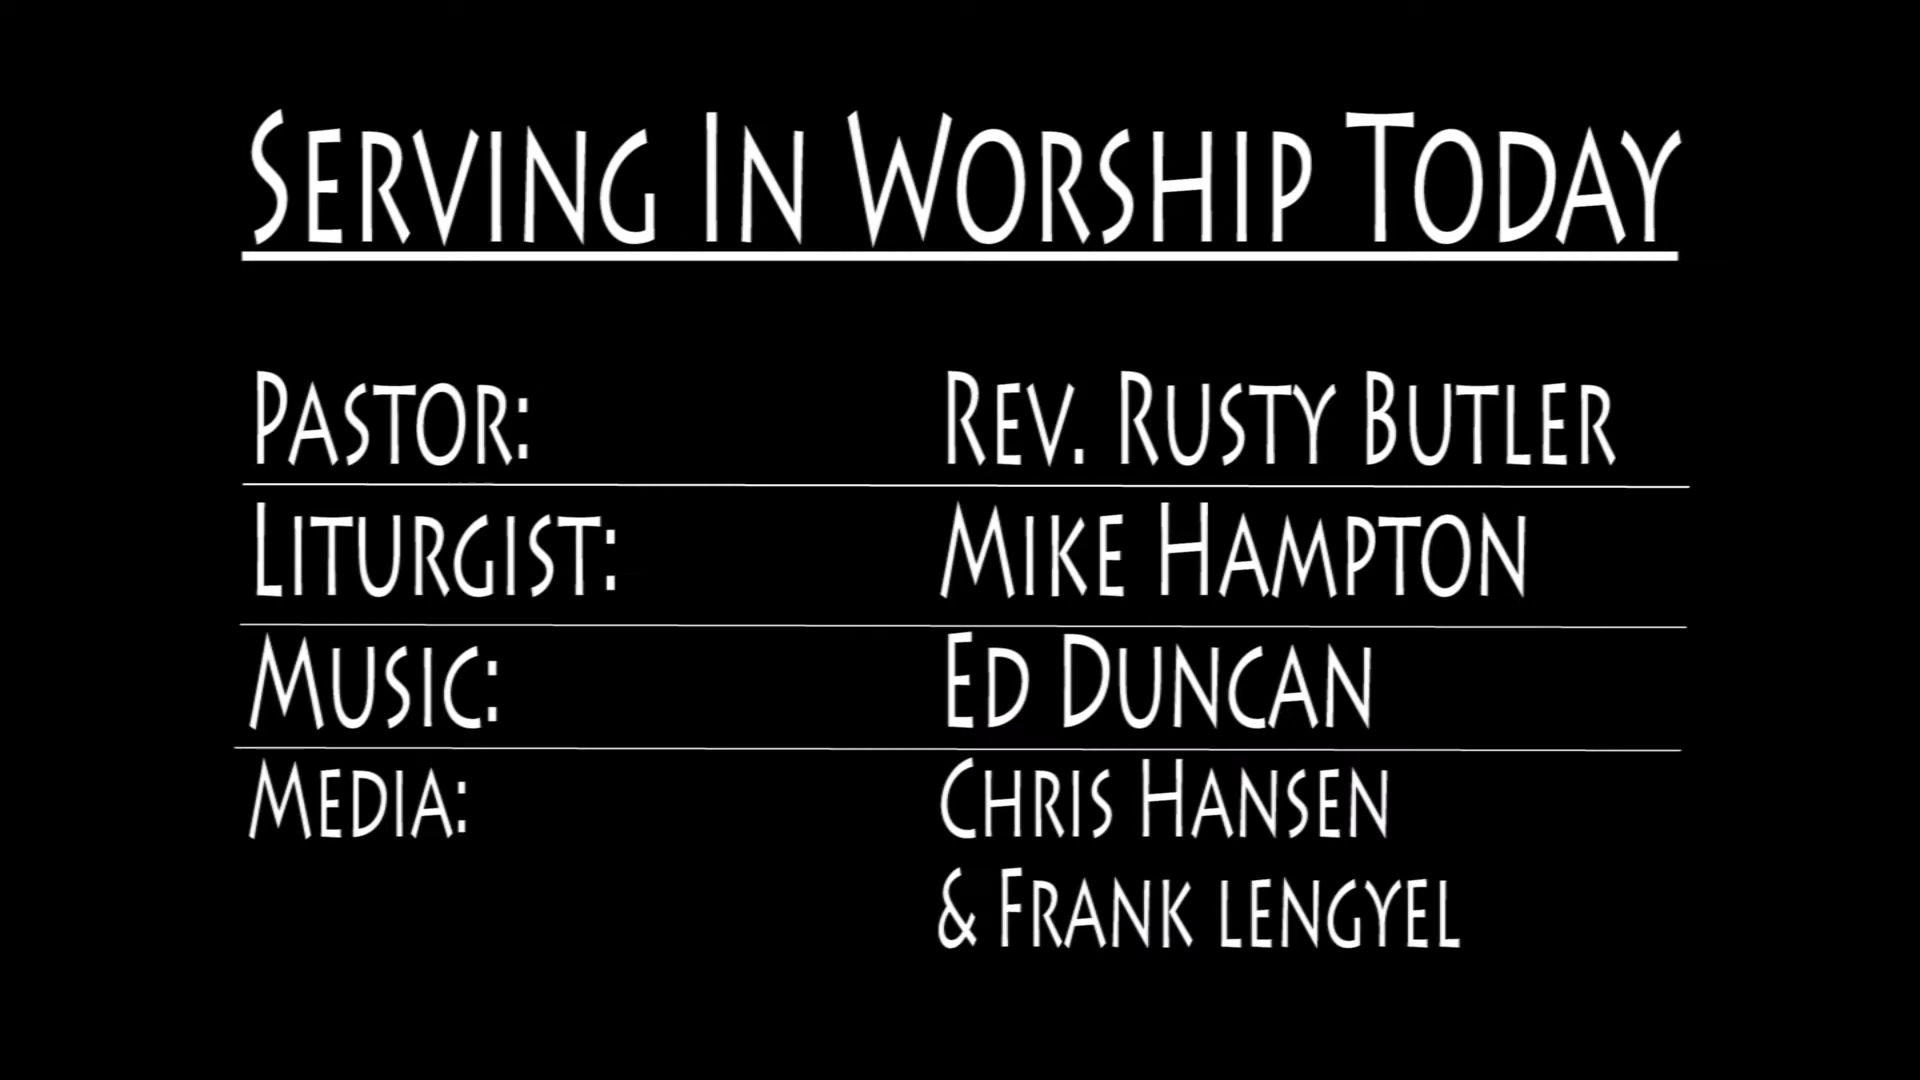 Serving In Worship Today
Pastor: Rev. Rusty Butler
Liturgist: Mike Hampton
Music: Ed Duncan
Media: Chris Hansen
& Frank lengyel